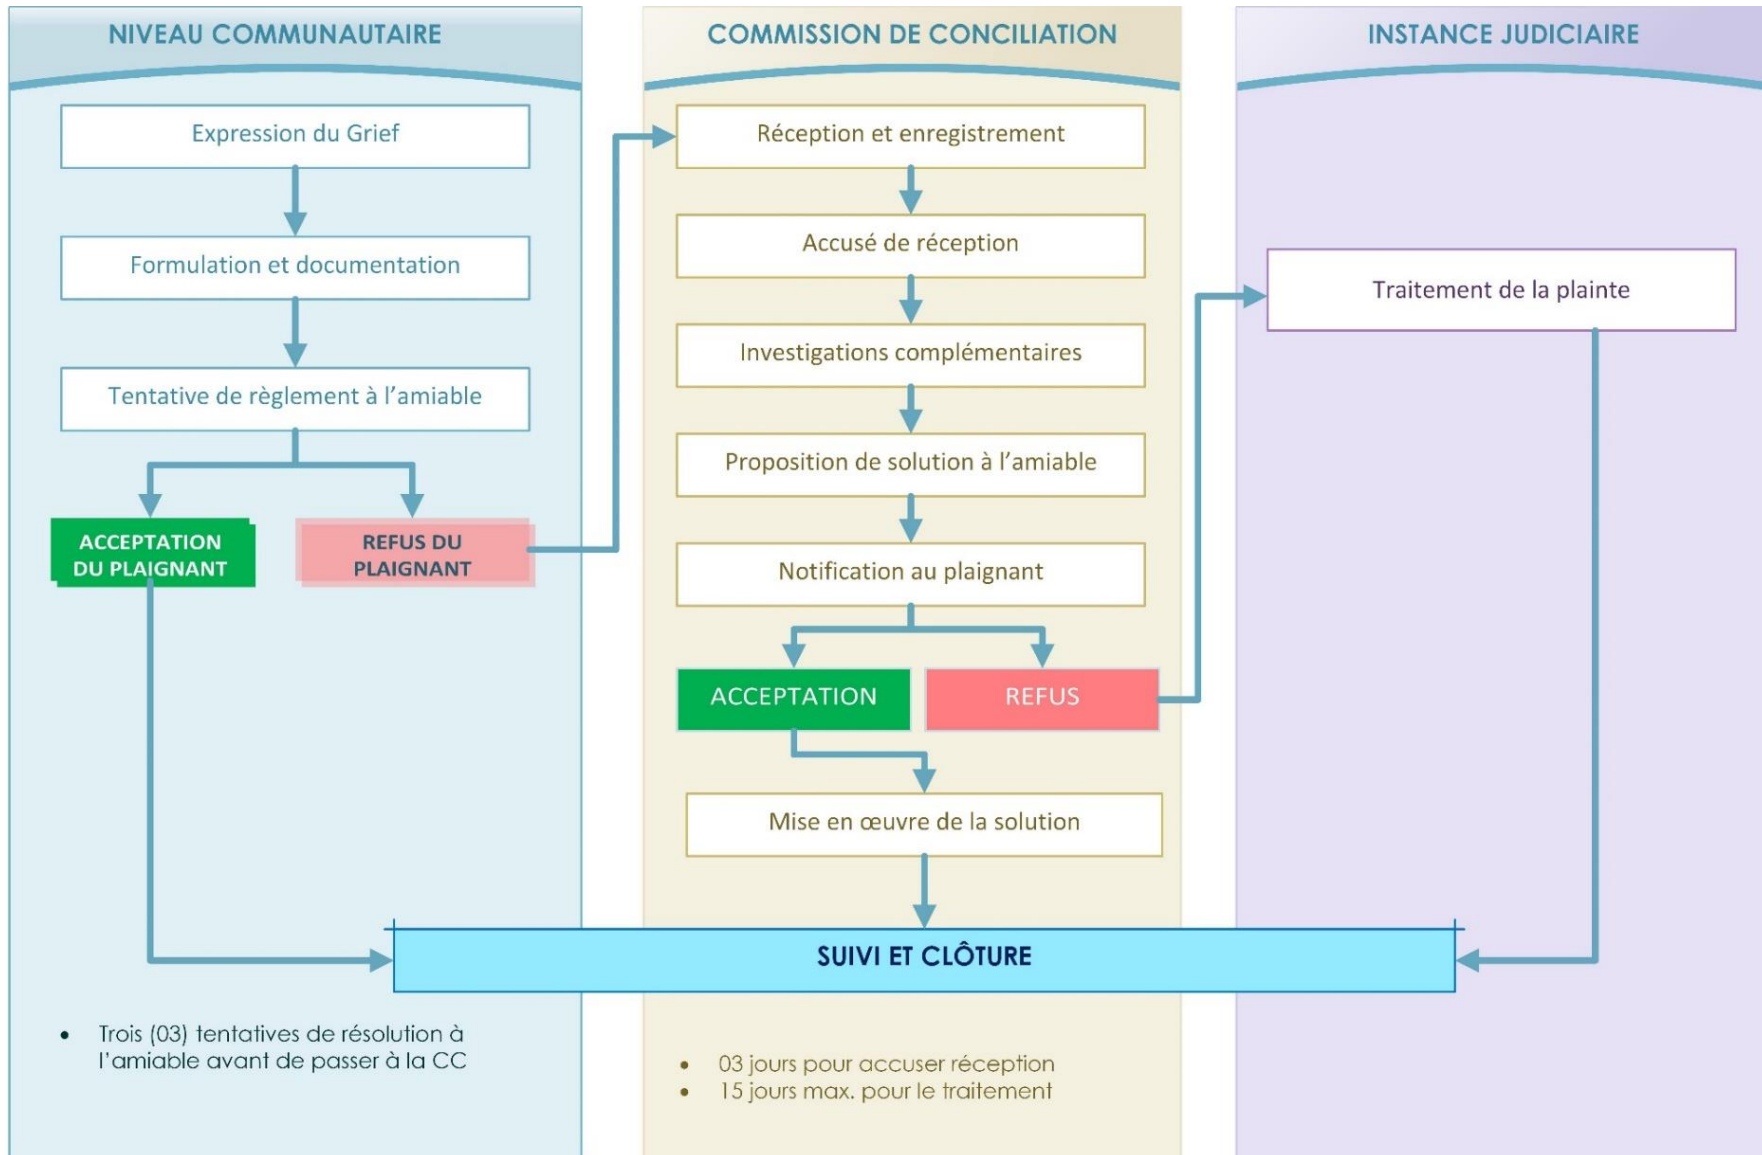 NIVEAU COMMUNAUTAIRE
Expression du Grief
Formulation et documentation
Tentative de règlement à l’amiable
ACCEPTATION
DU PLAIGNANT
REFUS DU
PLAIGNANT
• Trois (03) tentatives de résolution à
l’amiable avant de passer à la CC
COMMISSION DE CONCILIATION
Réception et enregistrement
Accusé de réception
Investigations complémentaires
Proposition de solution à l’amiable
Notification au plaignant
ACCEPTATION
REFUS
Mise en œuvre de la solution
SUIVI ET CLÔTURE
• 03 jours pour accuser réception
• 15 jours max. pour le traitement
INSTANCE JUDICIAIRE
Traitement de la plainte